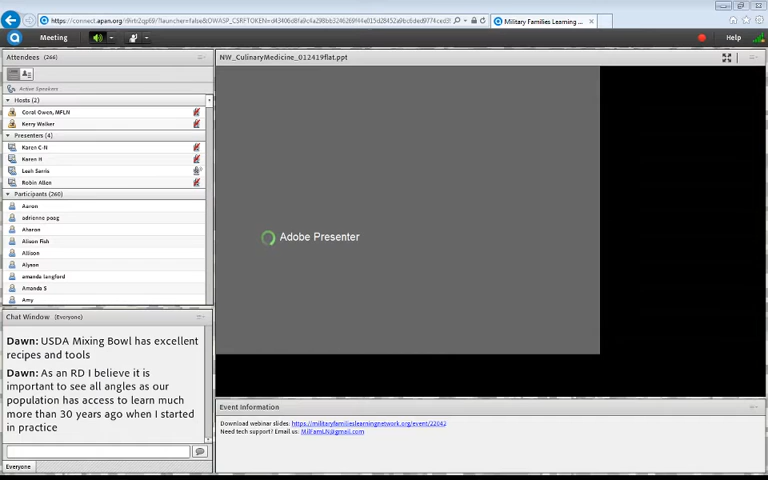 Military Families Learning ...
Meeting
Help
Attendees (266)
Active Speakers
Hosts (2)
Coral Owen, MFLN
Kerry Walker
Presenters (4)
Karen C-N
Karen H
Leah Sarris
Robin Allen
Participants (260)
Aaron
adrienne poag
Aharon
Alison Fish
Allison
Alyson
amanda langford
Amanda S
Amy
NW_CulinaryMedicine_012419flat.ppt
Adobe Presenter
Chat Window (Everyone)
Dawn: USDA Mixing Bowl has excellent
recipes and tools
Dawn: As an RD I believe it is
important to see all angles as our
population has access to learn much
more than 30 years ago when I started
in practice
Everyone
Event Information
Download webinar slides: https://militaryfamilieslearningnetwork.org/event/22042
Need tech support? Email us: MilFamLN@gmail.com